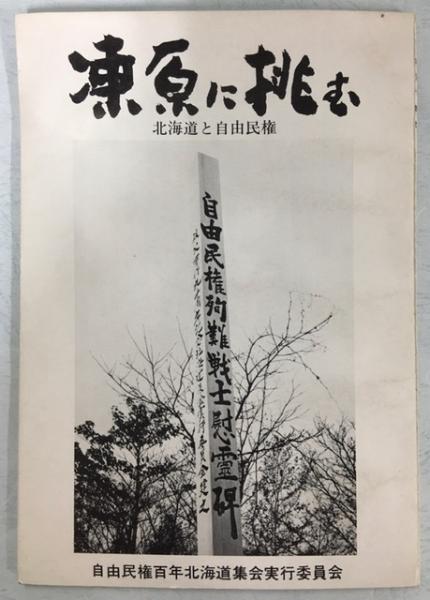 凍原に挑む
北海道と自由民権
自由民権殉難戦士慰霊碑
自由民権百年北海道集会実行委員会